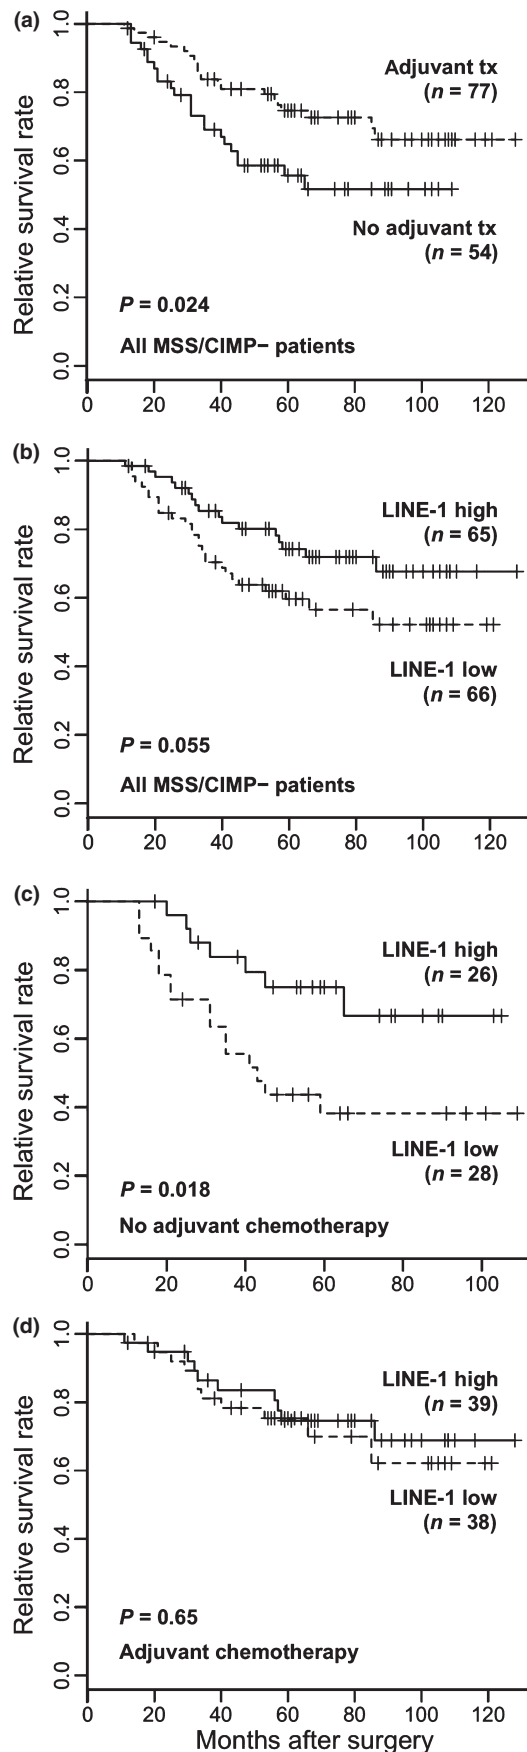 (a)
Relative survival rate
1.0
0.8
0.6
0.4
0.2
0.0
Adjuvant tx
(n = 77)
No adjuvant tx
(n = 54)
P = 0.024
All MSS/CIMP− patients
0 20 40 60 80 100 120
(b)
Relative survival rate
1.0
0.8
0.6
0.4
0.2
0.0
LINE-1 high
(n = 65)
LINE-1 low
(n = 66)
P = 0.055
All MSS/CIMP− patients
0 20 40 60 80 100 120
(c)
Relative survival rate
1.0
0.8
0.6
0.4
0.2
0.0
LINE-1 high
(n = 26)
LINE-1 low
(n = 28)
P = 0.018
No adjuvant chemotherapy
0 20 40 60 80 100
(d)
Relative survival rate
1.0
0.8
0.6
0.4
0.2
0.0
LINE-1 high
(n = 39)
LINE-1 low
(n = 38)
P = 0.65
Adjuvant chemotherapy
0 20 40 60 80 100 120
Months after surgery